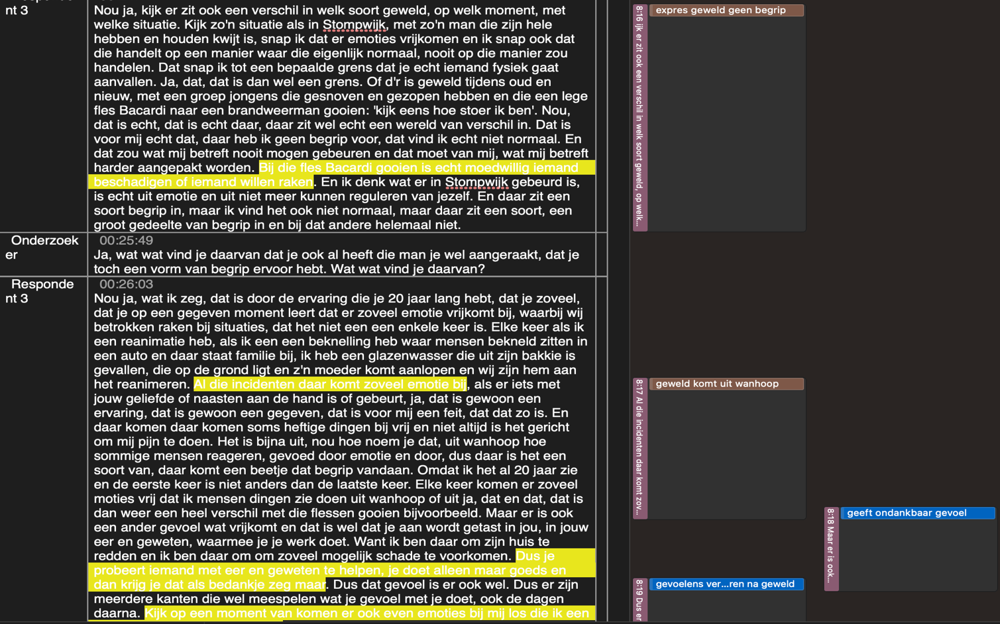 nt 3
Nou ja, kijk er zit ook een verschil in welk soort geweld, op welk moment, met
welke situatie. Kijk zo'n situatie als in Stompwijk, met zo'n man die zijn hele
hebben en houden kwijt is, snap ik dat er emoties vrijkomen en ik snap ook dat
die handelt op een manier waar die eigenlijk normaal, nooit op die manier zou
handelen. Dat snap ik tot een bepaalde grens dat je echt iemand fysiek gaat
aanvallen. Ja, dat, dat is dan wel een grens. Of d'r is geweld tijdens oud en
nieuw, met een groep jongens die gesnoven en gezopen hebben en die een lege
fles Bacardi naar een brandweerman gooien: 'kijk eens hoe stoer ik ben'. Nou,
dat is echt, dat is echt daar, daar zit wel echt een wereld van verschil in. Dat is
voor mij echt dat, daar heb ik geen begrip voor, dat vind ik echt niet normaal. En
dat zou wat mij betreft nooit mogen gebeuren en dat moet van mij, wat mij betreft
harder aangepakt worden. Bij die fles Bacardi gooien is echt moedwillig iemand
beschadigen of iemand willen raken. En ik denk wat er in Stompwijk gebeurd is,
is echt uit emotie en uit niet meer kunnen reguleren van jezelf. En daar zit een
soort begrip in, maar ik vind het ook niet normaal, maar daar zit een soort, een
groot gedeelte van begrip in en bij dat andere helemaal niet.
Onderzoek
er
00:25:49
Ja, wat wat vind je daarvan dat je ook al heeft die man je wel aangeraakt, dat je
toch een vorm van begrip ervoor hebt. Wat wat vind je daarvan?
Responde
nt 3
00:26:03
Nou ja, wat ik zeg, dat is door de ervaring die je 20 jaar lang hebt, dat je zoveel,
dat je op een gegeven moment leert dat er zoveel emotie vrijkomt bij, waarbij wij
betrokken raken bij situaties, dat het niet een een enkele keer is. Elke keer als ik
een reanimatie heb, als ik een een beknelling heb waar mensen bekneld zitten in
een auto en daar staat familie bij, ik heb een glazenwasser die uit zijn bakkie is
gevallen, die op de grond ligt en z'n moeder komt aanlopen en wij zijn hem aan
het reanimeren. Al die incidenten daar komt zoveel emotie bij, als er iets met
jouw geliefde of naasten aan de hand is of gebeurt, ja, dat is gewoon een
ervaring, dat is gewoon een gegeven, dat is voor mij een feit, dat dat zo is. En
daar komen daar komen soms heftige dingen bij vrij en niet altijd is het gericht
om mij pijn te doen. Het is bijna uit, nou hoe noem je dat, uit wanhoop hoe
sommige mensen reageren, gevoed door emotie en door, dus daar is het een
soort van, daar komt een beetje dat begrip vandaan. Omdat ik het al 20 jaar zie
en de eerste keer is niet anders dan de laatste keer. Elke keer komen er zoveel
moties vrij dat ik mensen dingen zie doen uit wanhoop of uit ja, dat en dat, dat is
dan weer een heel verschil met die flessen gooien bijvoorbeeld. Maar er is ook
een ander gevoel wat vrijkomt en dat is wel dat je aan wordt getast in jou, in jouw
eer en geweten, waarmee je je werk doet. Want ik ben daar om zijn huis te
redden en ik ben daar om om zoveel mogelijk schade te voorkomen. Dus je
probeert iemand met eer en geweten te helpen, je doet alleen maar goeds en
dan krijg je dat als bedankje zeg maar. Dus dat gevoel is er ook wel. Dus er zijn
meerdere kanten die wel meespelen wat je gevoel met je doet, ook de dagen
daarna. Kijk op een moment van komen er ook even emoties bij mij los die ik een
8:16 ijk er zit ook een verschil in welk soort geweld, op welk...
expres geweld geen begrip
8:17 Al die incidenten daar komt zov...
geweld komt uit wanhoop
8:18 Maar er is ook...
geeft ondankbaar gevoel
8:19 Dus er
gevoelens ver...ren na geweld